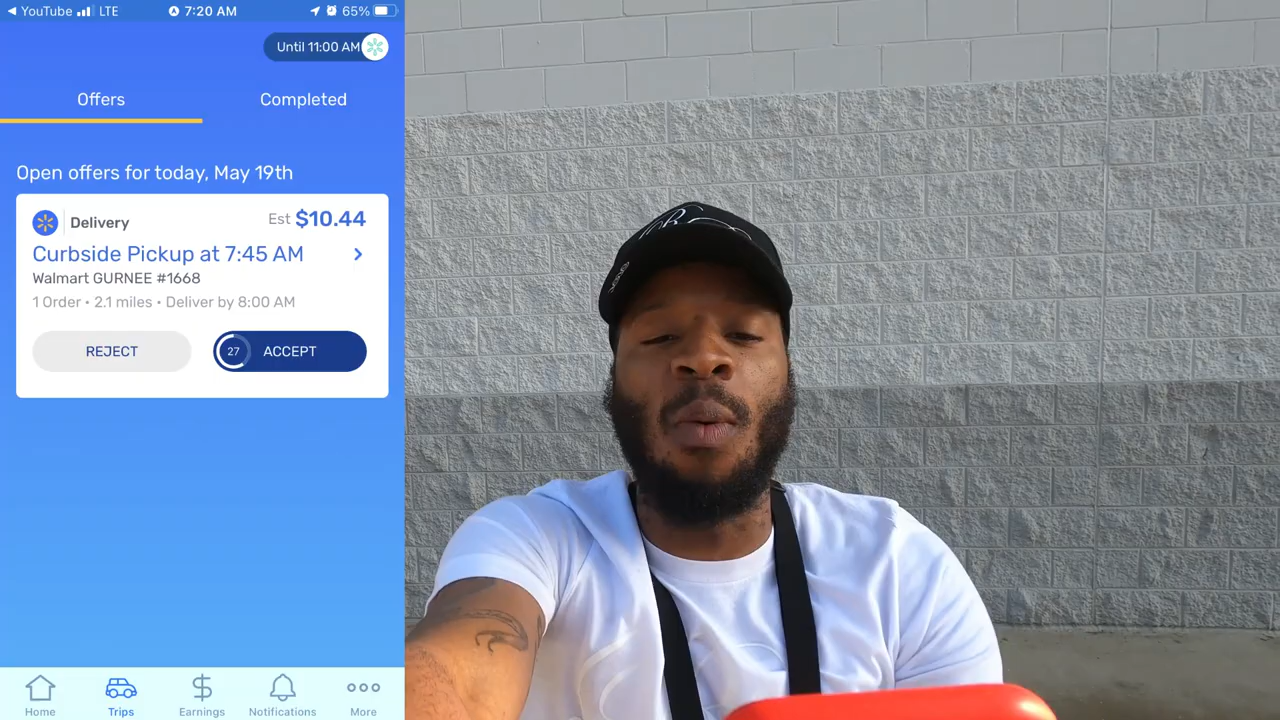 YouTube LTE 7:20 AM 65%
Until 11:00 AM
Offers Completed
Open offers for today, May 19th
Delivery Est $10.44
Curbside Pickup at 7:45 AM
Walmart GURNEE #1668
1 Order • 2.1 miles • Deliver by 8:00 AM
REJECT 27 ACCEPT
Home Trips Earnings Notifications More